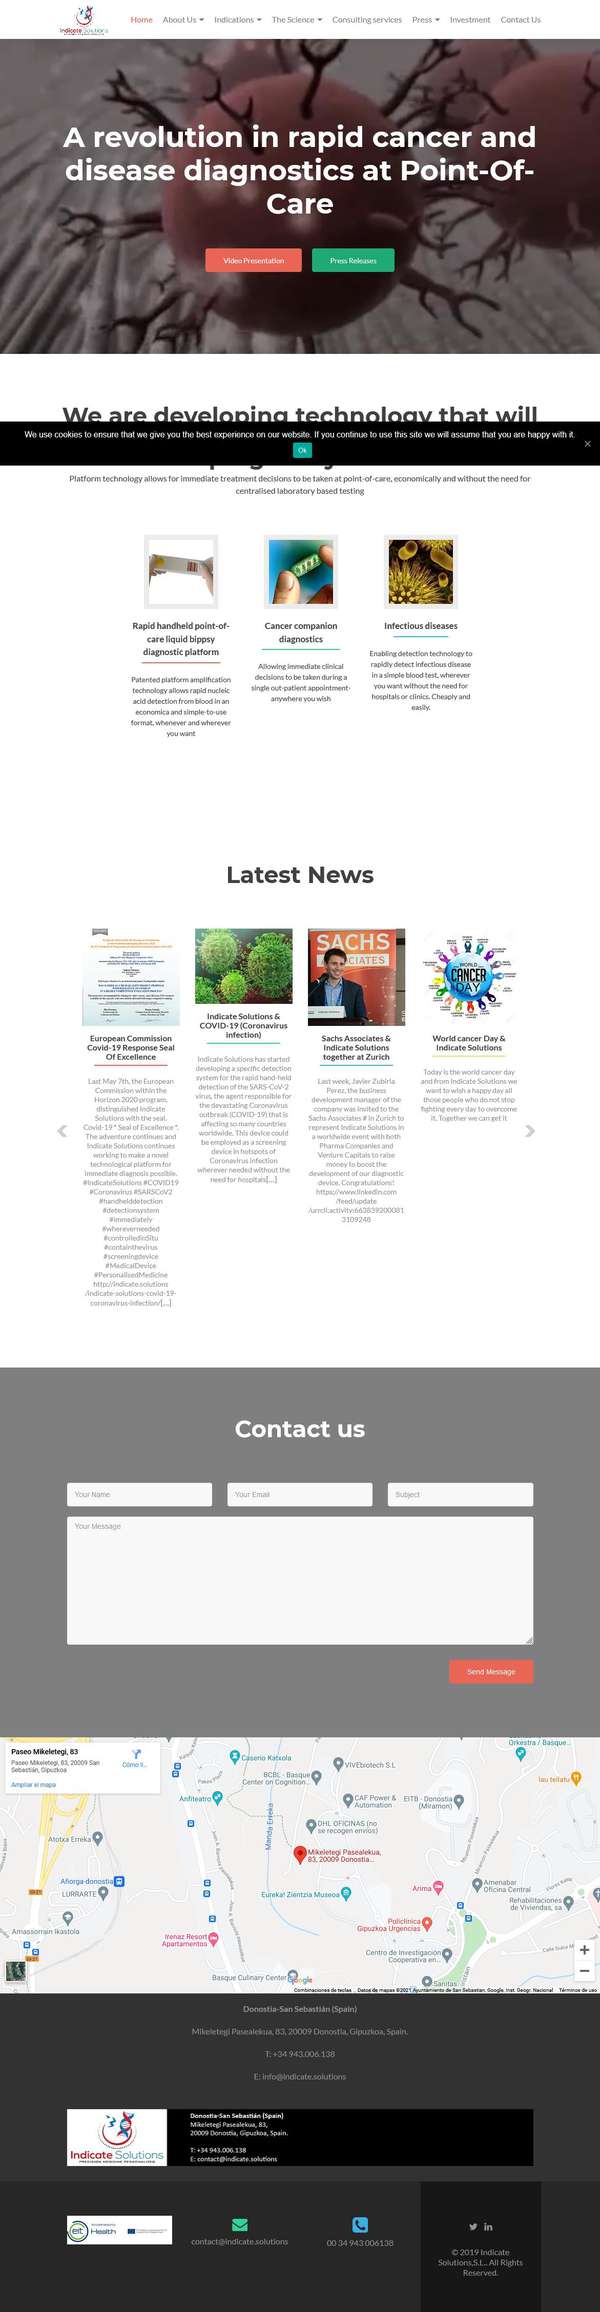 Indicate Solutions
Home
About Us
Indications
The Science
Consulting services
Press
Investment
Contact Us
A revolution in rapid cancer and
disease diagnostics at Point-Of-
Care
Video Presentation
Press Releases
We are developing technology that will
We use cookies to ensure that we give you the best experience on our website. If you continue to use this site we will assume that you are happy with it.
Ok
Platform technology allows for immediate treatment decisions to be taken at point-of-care, economically and without the need for
centralised laboratory based testing
Rapid handheld point-of-
care liquid bippsy
diagnostic platform
Patented platform amplification
technology allows rapid nucleic
acid detection from blood in an
economica and simple-to-use
format, whenever and wherever
you want
Cancer companion
diagnostics
Allowing immediate clinical
decisions to be taken during a
single out-patient appointment-
anywhere you wish
Infectious diseases
Enabling detection technology to
rapidly detect infectious disease
in a simple blood test, wherever
you want without the need for
hospitals or clinics. Cheaply and
easily.
Latest News
European Commission
Covid-19 Response Seal
Of Excellence
Last May 7th, the European
Commission within the
Horizon 2020 program,
distinguished Indicate
Solutions with the seal.
Covid-19 " Seal of Excellence ".
The adventure continues and
Indicate Solutions continues
working to make a novel
technological platform for
immediate diagnosis possible.
#IndicateSolutions #COVID19
#Coronavirus #SARSCoV2
#handhelddetection
#detectionsystem
#immediately
#whereverneeded
#controlledinSitu
#containthevirus
#screeningdevice
#MedicalDevice
#PersonalisedMedicine
http://indicate.solutions
/indicate-solutions-covid-19-
coronavirus-infection/[...]
Indicate Solutions &
COVID-19 (Coronavirus
infection)
Indicate Solutions has started
developing a specific detection
system for the rapid hand-held
detection of the SARS-CoV-2
virus, the agent responsible for
the devastating Coronavirus
outbreak (COVID-19) that is
affecting so many countries
worldwide. This device could
be employed as a screening
device in hotspots of
Coronavirus infection
wherever needed without the
need for hospitals[...]
SACHS
ASSOCIATES
Sachs Associates &
Indicate Solutions
together at Zurich
Last week, Javier Zubiria
Perez, the business
development manager of the
company was invited to the
Sachs Associates # in Zurich to
represent Indicate Solutions in
a worldwide event with both
Pharma Companies and
Venture Capitals to raise
money to boost the
development of our diagnostic
device. Congratulations!:
https://www.linkedin.com
/feed/update
/urn:li:activity:663839200081
3109248
WORLD
CANCER
DAY
World cancer Day &
Indicate Solutions
Today is the world cancer day
and from Indicate Solutions we
want to wish a happy day all
those people who do not stop
fighting every day to overcome
it. Together we can get it
Contact us
Your Name
Your Email
Subject
Your Message
Send Message
Paseo Mikeletegi, 83
Paseo Mikeletegi, 83, 20009 San
Sebastián, Gipuzkoa
Cómo ll...
Ampliar el mapa
Caserio Katxola
Orkestra / Basque...
VIVEbiotech S.L
BCBL - Basque
Center on Cognition...
Iau tellatu
Anfiteatro
CAF Power &
Automation
EITB - Donostia
(Miramon)
DHL OFICINAS (no
se recogen envíos)
Atotxa Erreka
Marida Erreka
Mikeletegi Pasealekua,
83, 20009 Donostia...
Añorga-donostia
LURRARTE
Eureka! Zientzia Museoa
Arima
Amenabar
Oficina Central
Rehabilitaciones
de Viviendas, sa
Amassorrain Ikastola
Policlínica
Gipuzkoa Urgencias
Irenaz Resort
Apartamentos
Centro de Investigación
Cooperativa en...
Basque Culinary Center
Google
Sanitas
Combinaciones de teclas
Datos de mapas ©2021 Ayuntamiento de San Sebastian, Google, Inst. Geogr. Nacional
Términos de uso
Donostia-San Sebastián (Spain)
Mikeletegi Pasealekua, 83, 20009 Donostia, Gipuzkoa, Spain.
T: +34 943.006.138
E: info@indicate.solutions
Indicate Solutions
Donostia-San Sebastián (Spain)
Mikeletegi Pasealekua, 83,
20009 Donostia, Gipuzkoa, Spain.
T: +34 943.006.138
E: contact@indicate.solutions
eit Health
contact@indicate.solutions
00 34 943 006138
© 2019 Indicate
Solutions,S.L.. All Rights
Reserved.